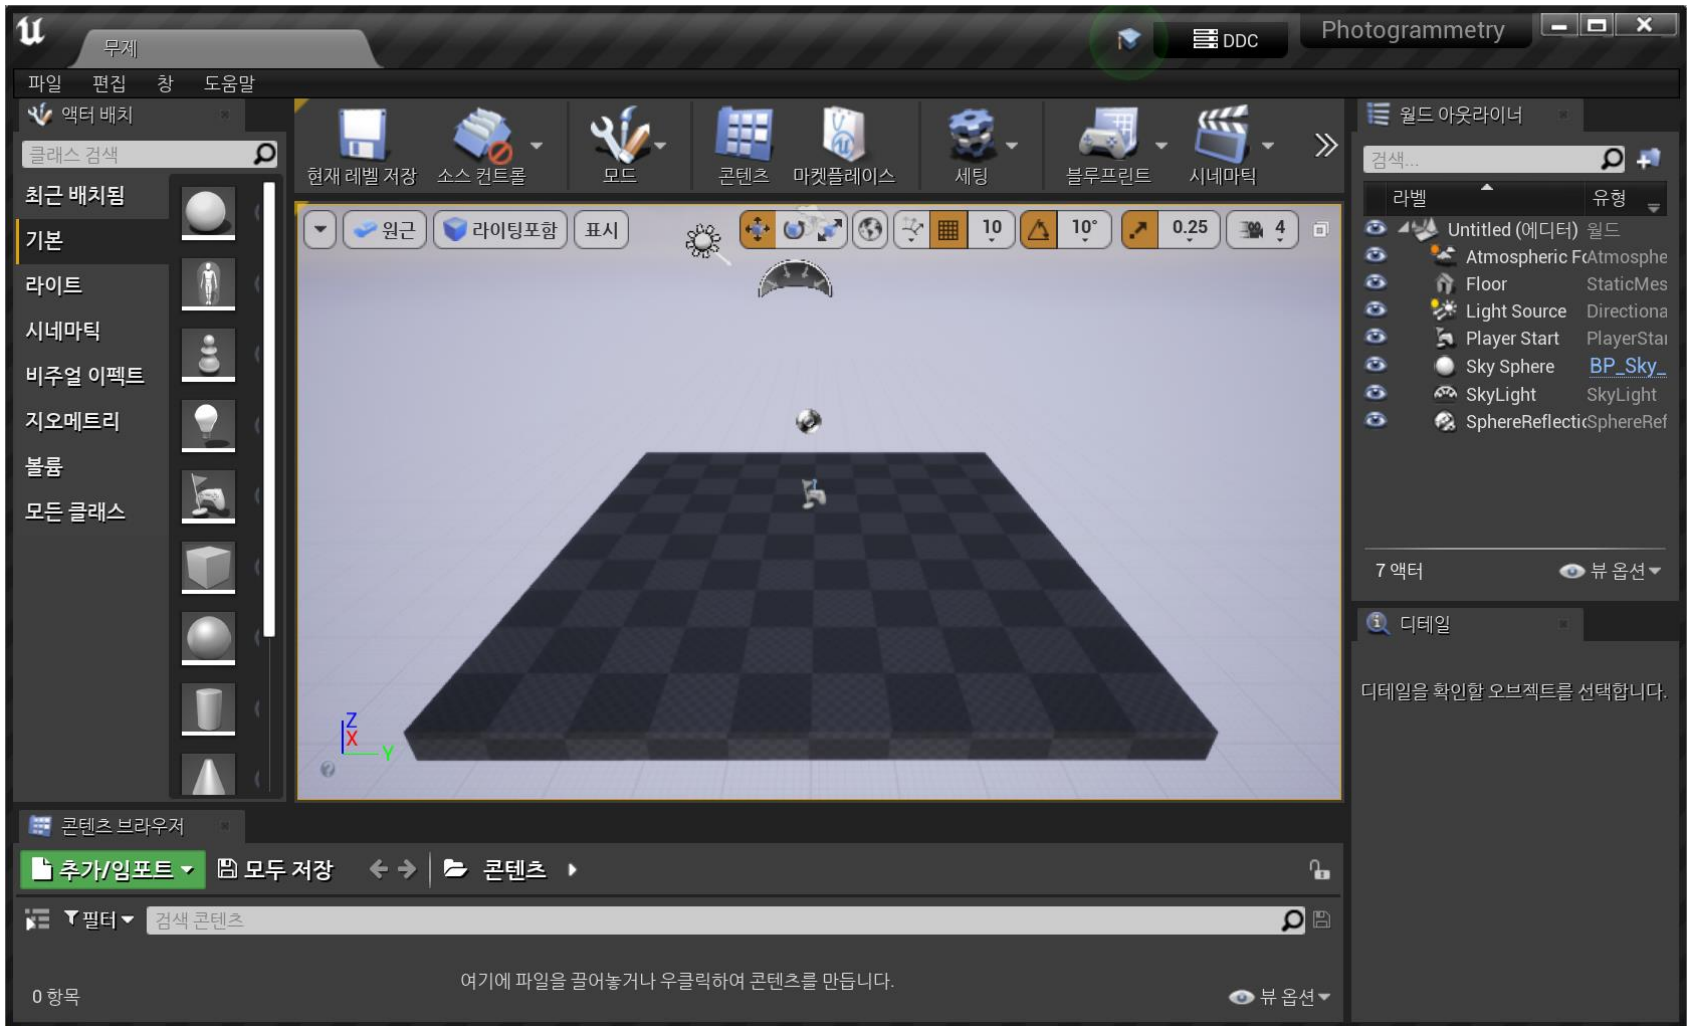 무제
DDC
Photogrammetry
파일 편집 창 도움말
액터 배치
클래스 검색
최근 배치됨
기본
라이트
시네마틱
비주얼 이펙트
지오메트리
볼륨
모든 클래스
현재 레벨 저장 소스 컨트롤 모드 콘텐츠 마켓플레이스 세팅 블루프린트 시네마틱
원근 라이팅포함 표시 10 10° 0.25 4
Z
X
Y
월드 아웃라이너
검색...
라벨 유형
Untitled (에디터) 월드
Atmospheric Fo Atmosphe
Floor StaticMes
Light Source Directiona
Player Start PlayerStar
Sky Sphere BP_Sky_
SkyLight SkyLight
SphereReflectic SphereRef
7 액터 뷰 옵션
디테일
디테일을 확인할 오브젝트를 선택합니다.
콘텐츠 브라우저
추가/임포트 모두 저장 콘텐츠
필터 검색 콘텐츠
여기에 파일을 끌어놓거나 우클릭하여 콘텐츠를 만듭니다.
0 항목 뷰 옵션